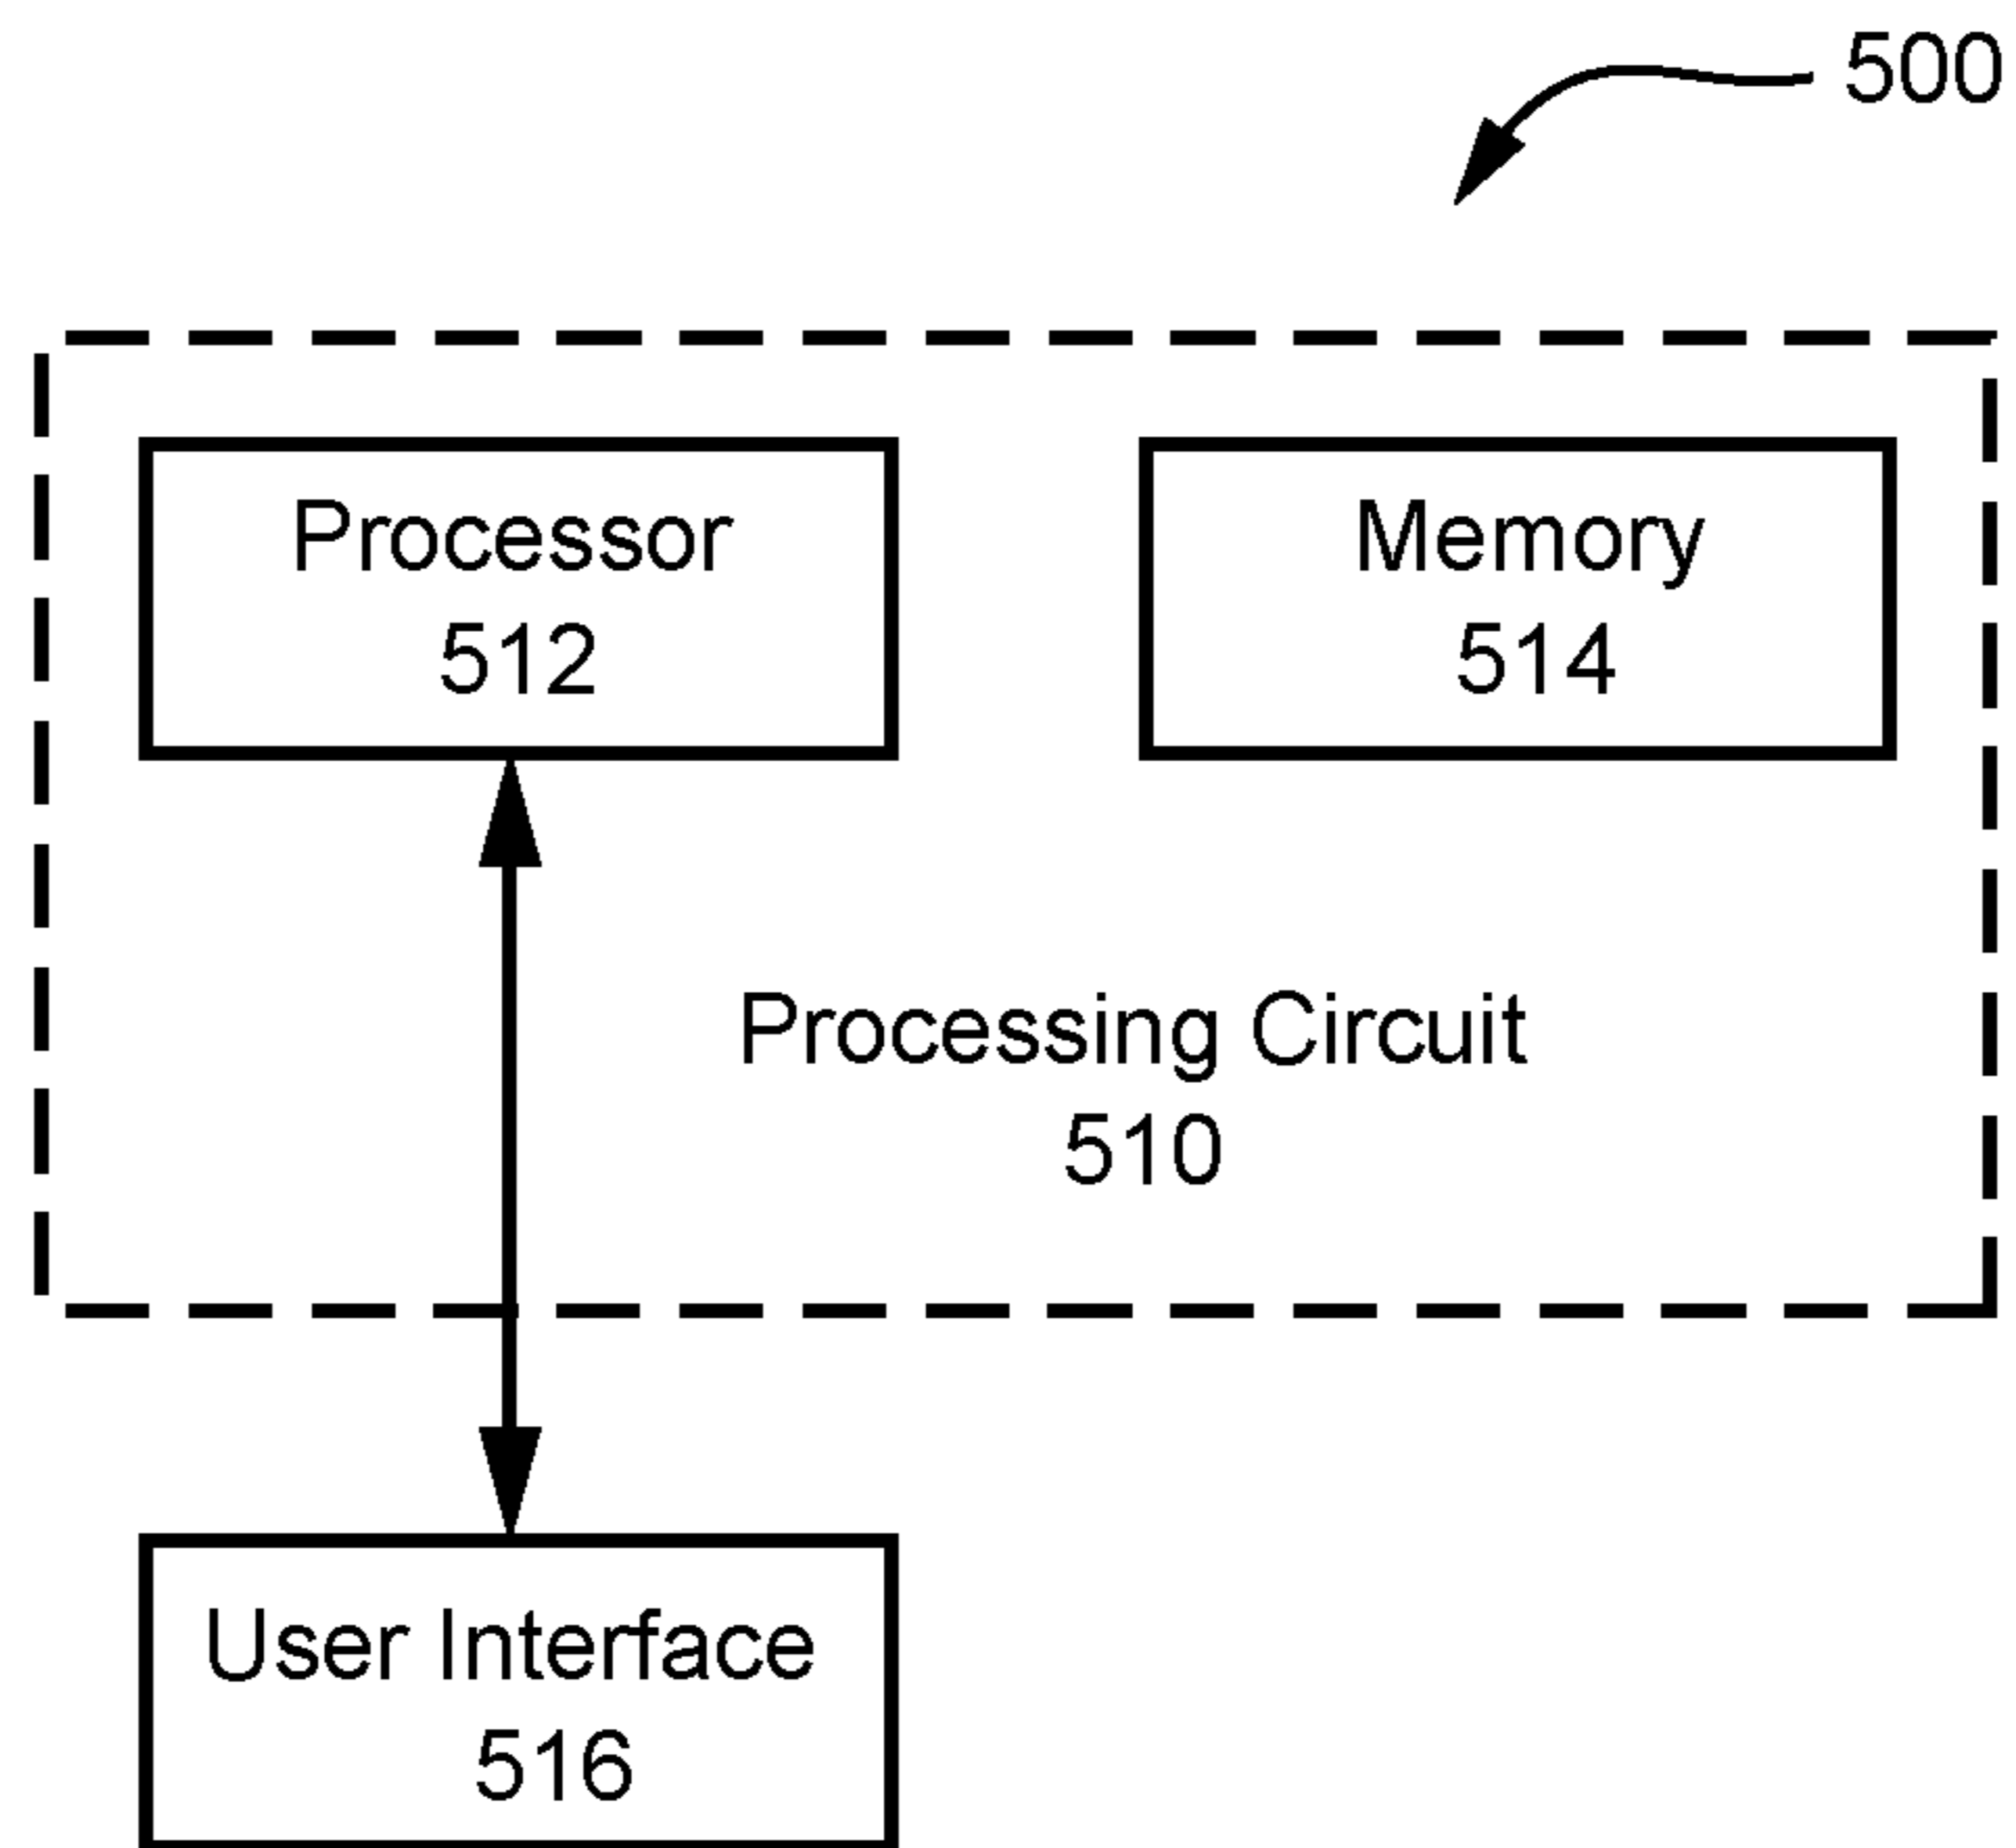 500
Processor
512
Memory
514
Processing Circuit
510
User Interface
516